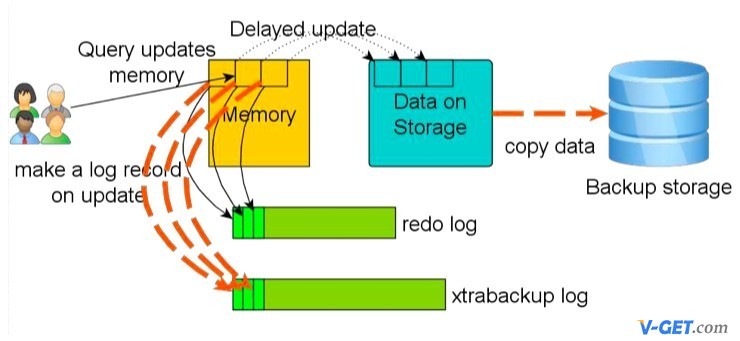 Delayed update
Query updates
memory
Memory
Data on
Storage
copy data
Backup storage
make a log record
on update
redo log
xtrabackup log
V-GET.com